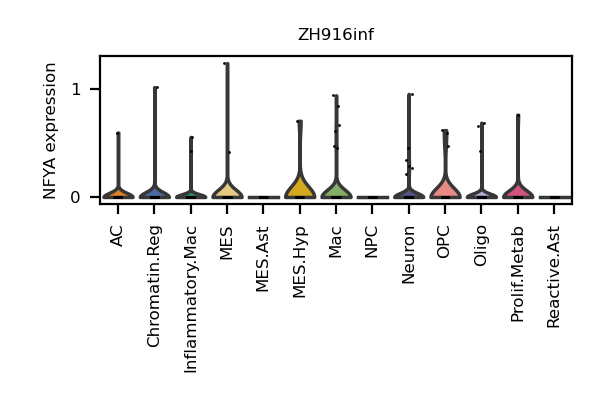 ZH916inf
NFYA expression
1
0
AC
Chromatin.Reg
Inflammatory.Mac
MES
MES.Ast
MES.Hyp
Mac
NPC
Neuron
OPC
Oligo
Prolif.Metab
Reactive.Ast